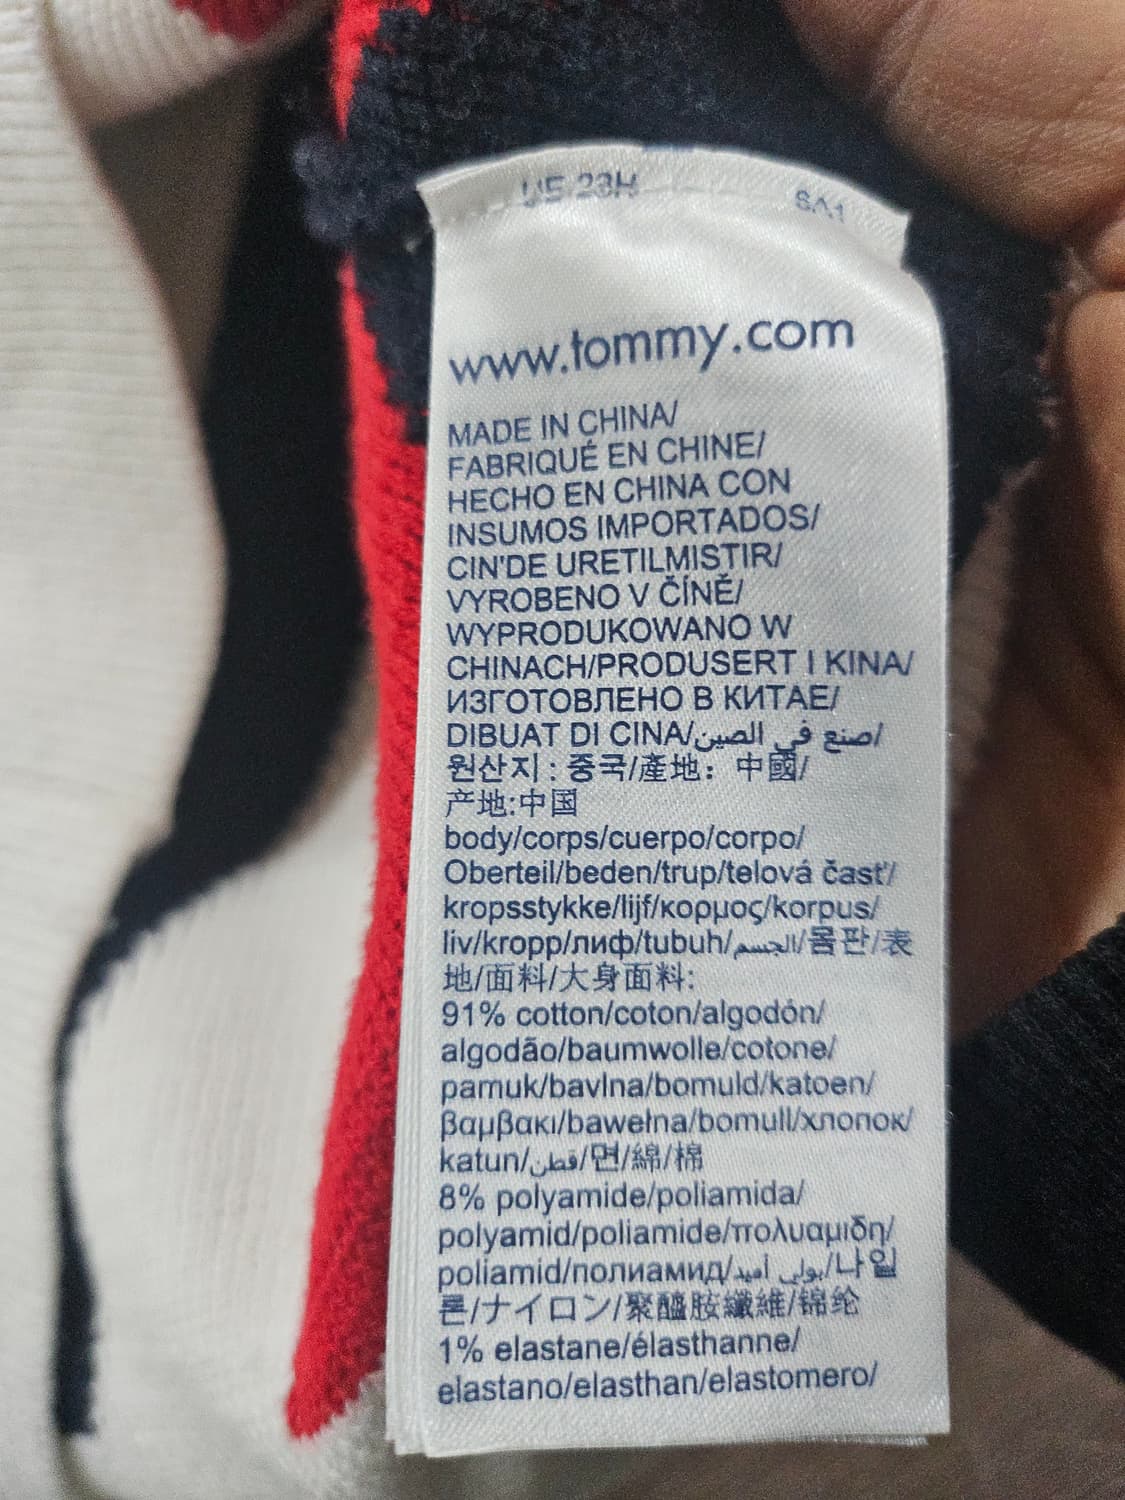 US 23H SA1
www.tommy.com
MADE IN CHINA/
FABRIQUÉ EN CHINE/
HECHO EN CHINA CON
INSUMOS IMPORTADOS/
CIN'DE URETILMISTIR/
VYROBENO V ČÍNĚ/
WYPRODUKOWANO W
CHINACH/PRODUSERT I KINA/
ИЗГОТОВЛЕНО В КИТАЕ/
DIBUAT DI CINA/صنع في الصين/
원산지 : 중국/產地：中國/
产地:中国
body/corps/cuerpo/corpo/
Oberteil/beden/trup/telová časť/
kropsstykke/lijf/κορμος/korpus/
liv/kropp/лиф/tubuh/الجسم/몸판/表
地/面料/大身面料:
91% cotton/coton/algodón/
algodão/baumwolle/cotone/
pamuk/bavlna/bomuld/katoen/
βαμβακι/bawełna/bomull/хлопок/
katun/قطن/면/綿/棉
8% polyamide/poliamida/
polyamid/poliamide/πολυαμιδη/
poliamid/полиамид/بولي أميد/나일
론/ナイロン/聚醯胺纖維/锦纶
1% elastane/élasthanne/
elastano/elasthan/elastomero/